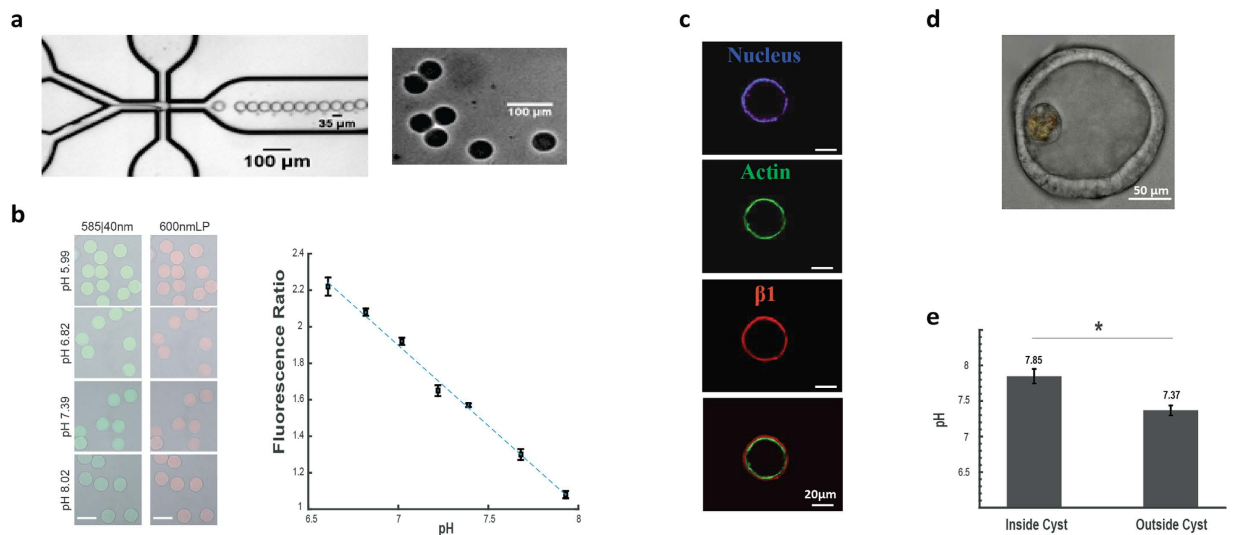 a
35 µm
100 µm
100 µm
b
585|40nm
600nmLP
pH 5.99
pH 6.82
pH 7.39
pH 8.02
Fluorescence Ratio
2.4
2.2
2
1.8
1.6
1.4
1.2
1
6.5
7
7.5
8
pH
c
Nucleus
Actin
β1
20µm
d
50 µm
e
*
pH
8
7.5
7
6.5
7.85
7.37
Inside Cyst
Outside Cyst